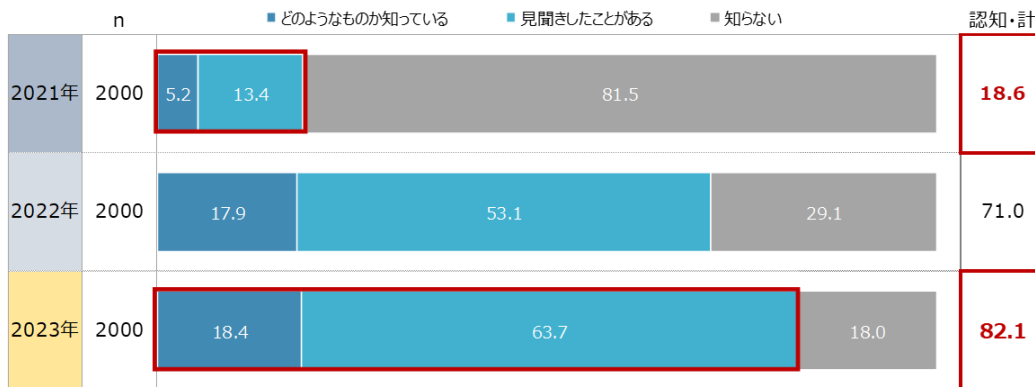 n ■どのようなものか知っている ■見聞きしたことがある ■知らない 認知・計
2021年 2000 5.2 13.4 81.5 18.6
2022年 2000 17.9 53.1 29.1 71.0
2023年 2000 18.4 63.7 18.0 82.1